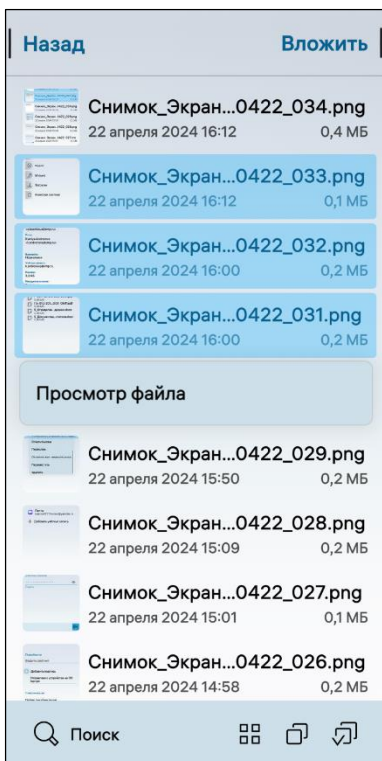 Назад
Вложить
Снимок_Экран...0422_034.png
22 апреля 2024 16:12 0,4 МБ
Снимок_Экран...0422_033.png
22 апреля 2024 16:12 0,1 МБ
Снимок_Экран...0422_032.png
22 апреля 2024 16:00 0,2 МБ
Снимок_Экран...0422_031.png
22 апреля 2024 16:00 0,2 МБ
Просмотр файла
Снимок_Экран...0422_029.png
22 апреля 2024 15:50 0,2 МБ
Снимок_Экран...0422_028.png
22 апреля 2024 15:09 0,2 МБ
Снимок_Экран...0422_027.png
22 апреля 2024 15:01 0,1 МБ
Снимок_Экран...0422_026.png
22 апреля 2024 14:58 0,2 МБ
Поиск